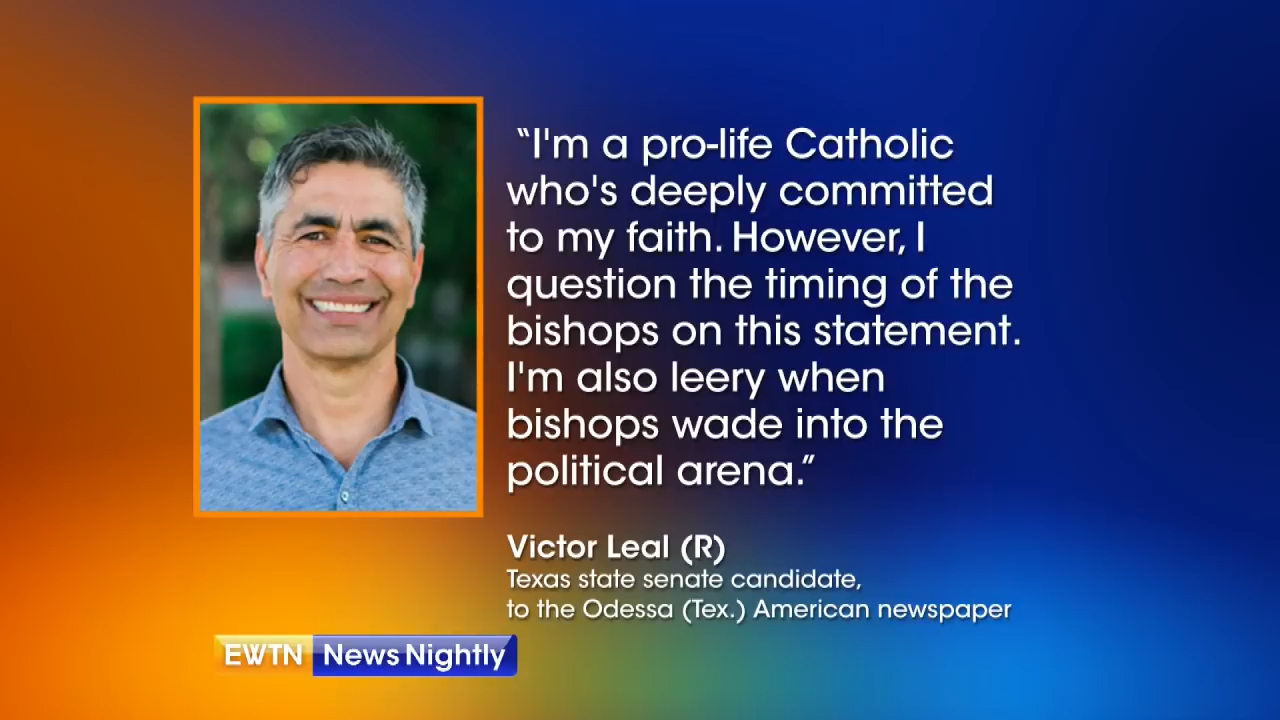 “I'm a pro-life Catholic
who's deeply committed
to my faith. However, I
question the timing of the
bishops on this statement.
I'm also leery when
bishops wade into the
political arena.”
Victor Leal (R)
Texas state senate candidate,
to the Odessa (Tex.) American newspaper
EWTN News Nightly